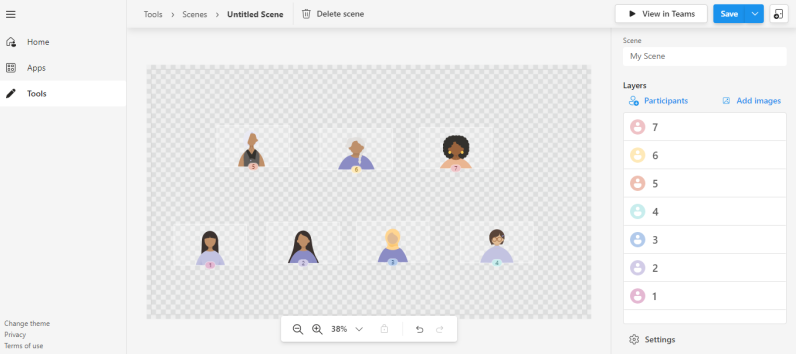 Tools > Scenes > Untitled Scene Delete scene View in Teams Save
Home
Apps
Tools
Scene
My Scene
Layers
Participants Add images
7
6
5
4
3
2
1
5 6 7
1 2 3 4
38%
Settings
Change theme
Privacy
Terms of use